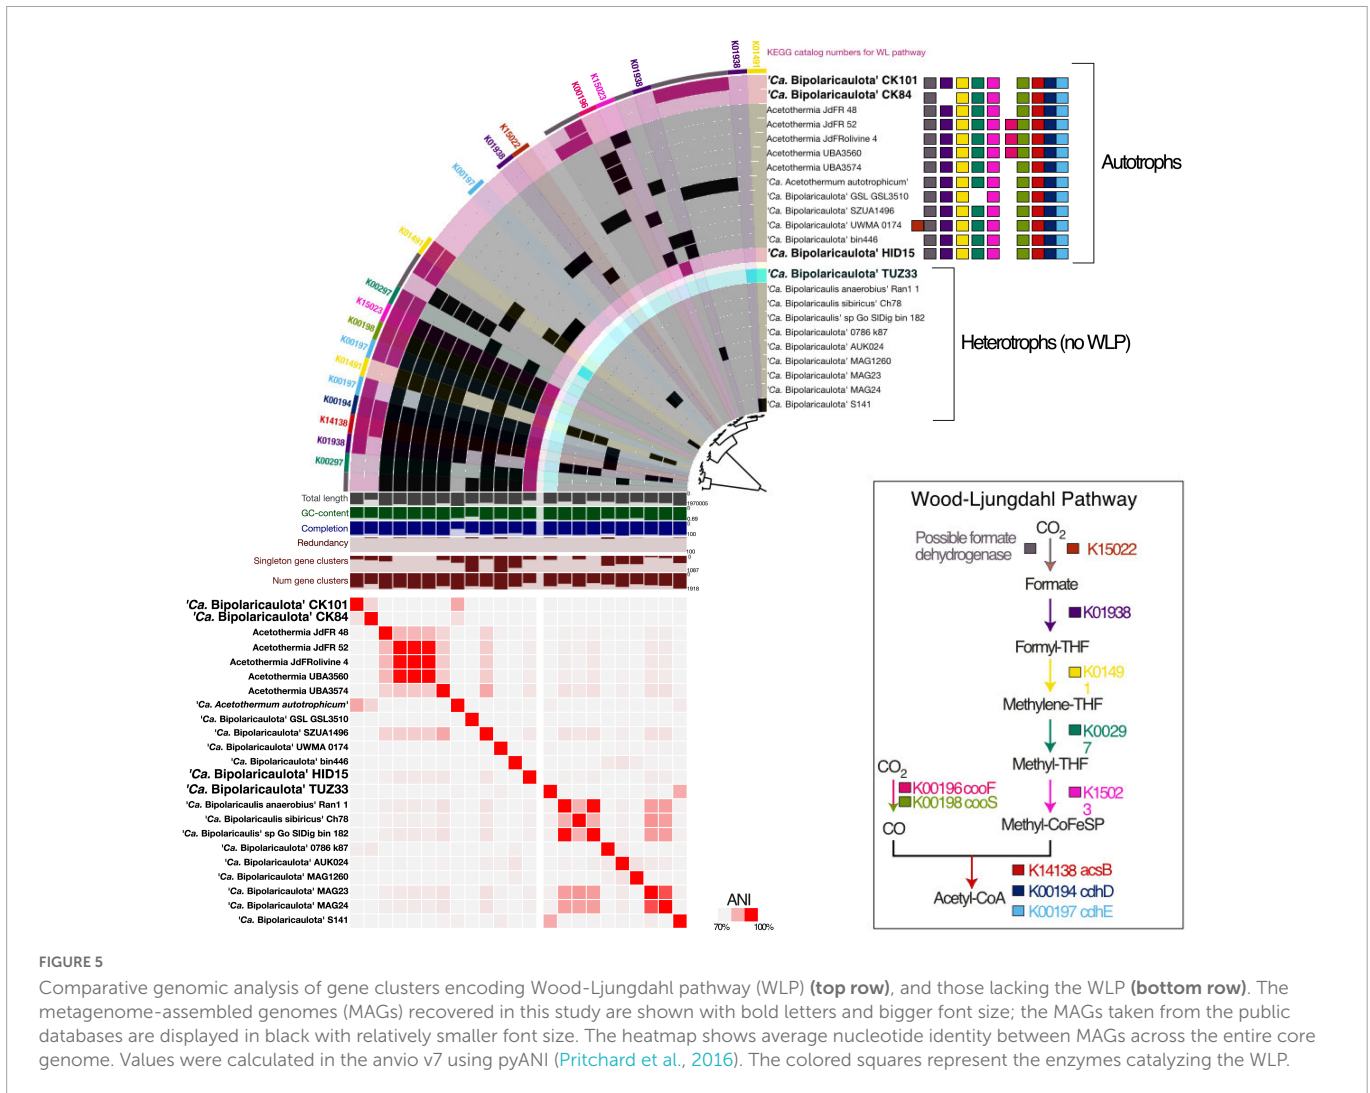 KEGG catalog numbers for WL pathway
K01491
K01938
K01938
K15023
K00196
K15022
K01938
K00197
K01491
K00297
K15023
K00198
K00197
K01491
K00197
K00194
K14138
K01938
K00297
'Ca. Bipolaricaulota' CK101
'Ca. Bipolaricaulota' CK84
Acetothermia JdFR 48
Acetothermia JdFR 52
Acetothermia JdFRolivine 4
Acetothermia UBA3560
Acetothermia UBA3574
'Ca. Acetothermum autotrophicum'
'Ca. Bipolaricaulota' GSL GSL3510
'Ca. Bipolaricaulota' SZUA1496
'Ca. Bipolaricaulota' UWMA 0174
'Ca. Bipolaricaulota' bin446
'Ca. Bipolaricaulota' HID15
Autotrophs
'Ca. Bipolaricaulota' TUZ33
'Ca. Bipolaricaulis anaerobius' Ran1 1
'Ca. Bipolaricaulis sibiricus' Ch78
'Ca. Bipolaricaulis' sp Go SlDig bin 182
'Ca. Bipolaricaulota' 0786 k87
'Ca. Bipolaricaulota' AUK024
'Ca. Bipolaricaulota' MAG1260
'Ca. Bipolaricaulota' MAG23
'Ca. Bipolaricaulota' MAG24
'Ca. Bipolaricaulota' S141
Heterotrophs (no WLP)
Total length
0
1970005
GC-content
0
0.69
Completion
0
100
Redundancy
100
Singleton gene clusters
0
1087
Num gene clusters
0
1918
'Ca. Bipolaricaulota' CK101
'Ca. Bipolaricaulota' CK84
Acetothermia JdFR 48
Acetothermia JdFR 52
Acetothermia JdFRolivine 4
Acetothermia UBA3560
Acetothermia UBA3574
'Ca. Acetothermum autotrophicum'
'Ca. Bipolaricaulota' GSL GSL3510
'Ca. Bipolaricaulota' SZUA1496
'Ca. Bipolaricaulota' UWMA 0174
'Ca. Bipolaricaulota' bin446
'Ca. Bipolaricaulota' HID15
'Ca. Bipolaricaulota' TUZ33
'Ca. Bipolaricaulis anaerobius' Ran1 1
'Ca. Bipolaricaulis sibiricus' Ch78
'Ca. Bipolaricaulis' sp Go SlDig bin 182
'Ca. Bipolaricaulota' 0786 k87
'Ca. Bipolaricaulota' AUK024
'Ca. Bipolaricaulota' MAG1260
'Ca. Bipolaricaulota' MAG23
'Ca. Bipolaricaulota' MAG24
'Ca. Bipolaricaulota' S141
ANI
70% 100%
Wood-Ljungdahl Pathway
CO2
Possible formate
dehydrogenase
K15022
Formate
K01938
Formyl-THF
K0149
1
Methylene-THF
K0029
7
Methyl-THF
CO2
K00196 cooF
K00198 cooS
K1502
3
CO
Methyl-CoFeSP
K14138 acsB
K00194 cdhD
K00197 cdhE
Acetyl-CoA
FIGURE 5
Comparative genomic analysis of gene clusters encoding Wood-Ljungdahl pathway (WLP) (top row), and those lacking the WLP (bottom row). The
metagenome-assembled genomes (MAGs) recovered in this study are shown with bold letters and bigger font size; the MAGs taken from the public
databases are displayed in black with relatively smaller font size. The heatmap shows average nucleotide identity between MAGs across the entire core
genome. Values were calculated in the anvio v7 using pyANI (Pritchard et al., 2016). The colored squares represent the enzymes catalyzing the WLP.